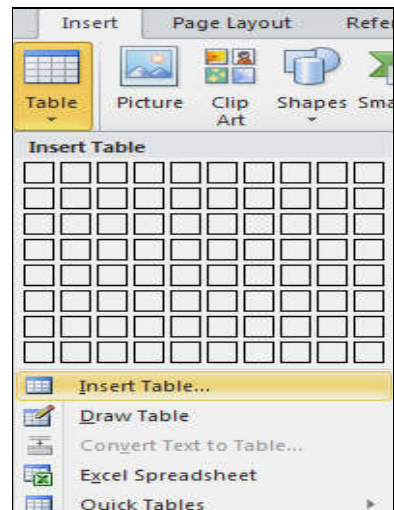 Insert Page Layout Refe
Table Picture Clip Art Shapes Sma
Insert Table
Insert Table...
Draw Table
Convert Text to Table...
Excel Spreadsheet
Quick Tables